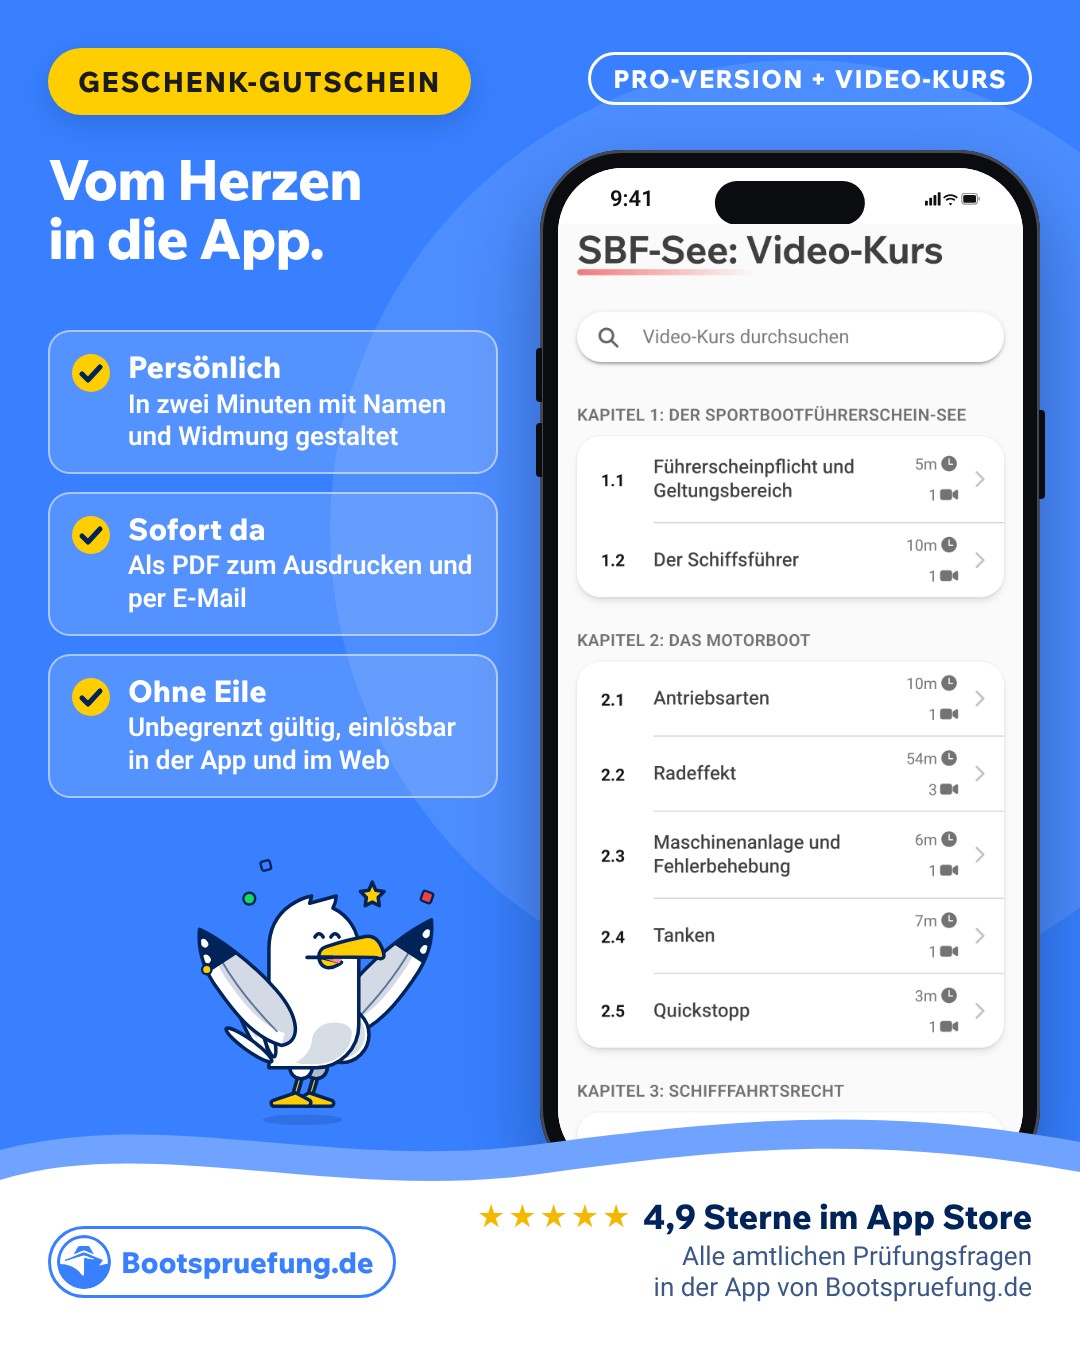 GESCHENK-GUTSCHEIN
PRO-VERSION + VIDEO-KURS
Vom Herzen
in die App.
Persönlich
In zwei Minuten mit Namen
und Widmung gestaltet
Sofort da
Als PDF zum Ausdrucken und
per E-Mail
Ohne Eile
Unbegrenzt gültig, einlösbar
in der App und im Web
9:41
SBF-See: Video-Kurs
Video-Kurs durchsuchen
KAPITEL 1: DER SPORTBOOTFÜHRERSCHEIN-SEE
1.1 Führerscheinpflicht und 5m
Geltungsbereich 1
1.2 Der Schiffsführer 10m
1
KAPITEL 2: DAS MOTORBOOT
2.1 Antriebsarten 10m
1
2.2 Radeffekt 54m
3
2.3 Maschinenanlage und 6m
Fehlerbehebung 1
2.4 Tanken 7m
1
2.5 Quickstopp 3m
1
KAPITEL 3: SCHIFFFAHRTSRECHT
★★★★★ 4,9 Sterne im App Store
Alle amtlichen Prüfungsfragen
in der App von Bootspruefung.de
Bootspruefung.de